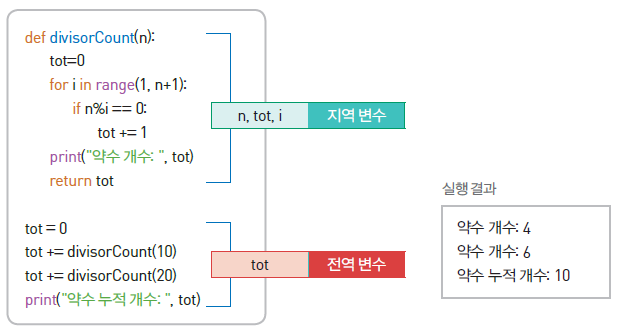 def divisorCount(n):
    tot=0
    for i in range(1, n+1):
        if n%i == 0:
            tot += 1
    print("약수 개수: ", tot)
    return tot
n, tot, i
지역 변수
tot = 0
tot += divisorCount(10)
tot += divisorCount(20)
print("약수 누적 개수: ", tot)
tot
전역 변수
실행 결과
약수 개수: 4
약수 개수: 6
약수 누적 개수: 10